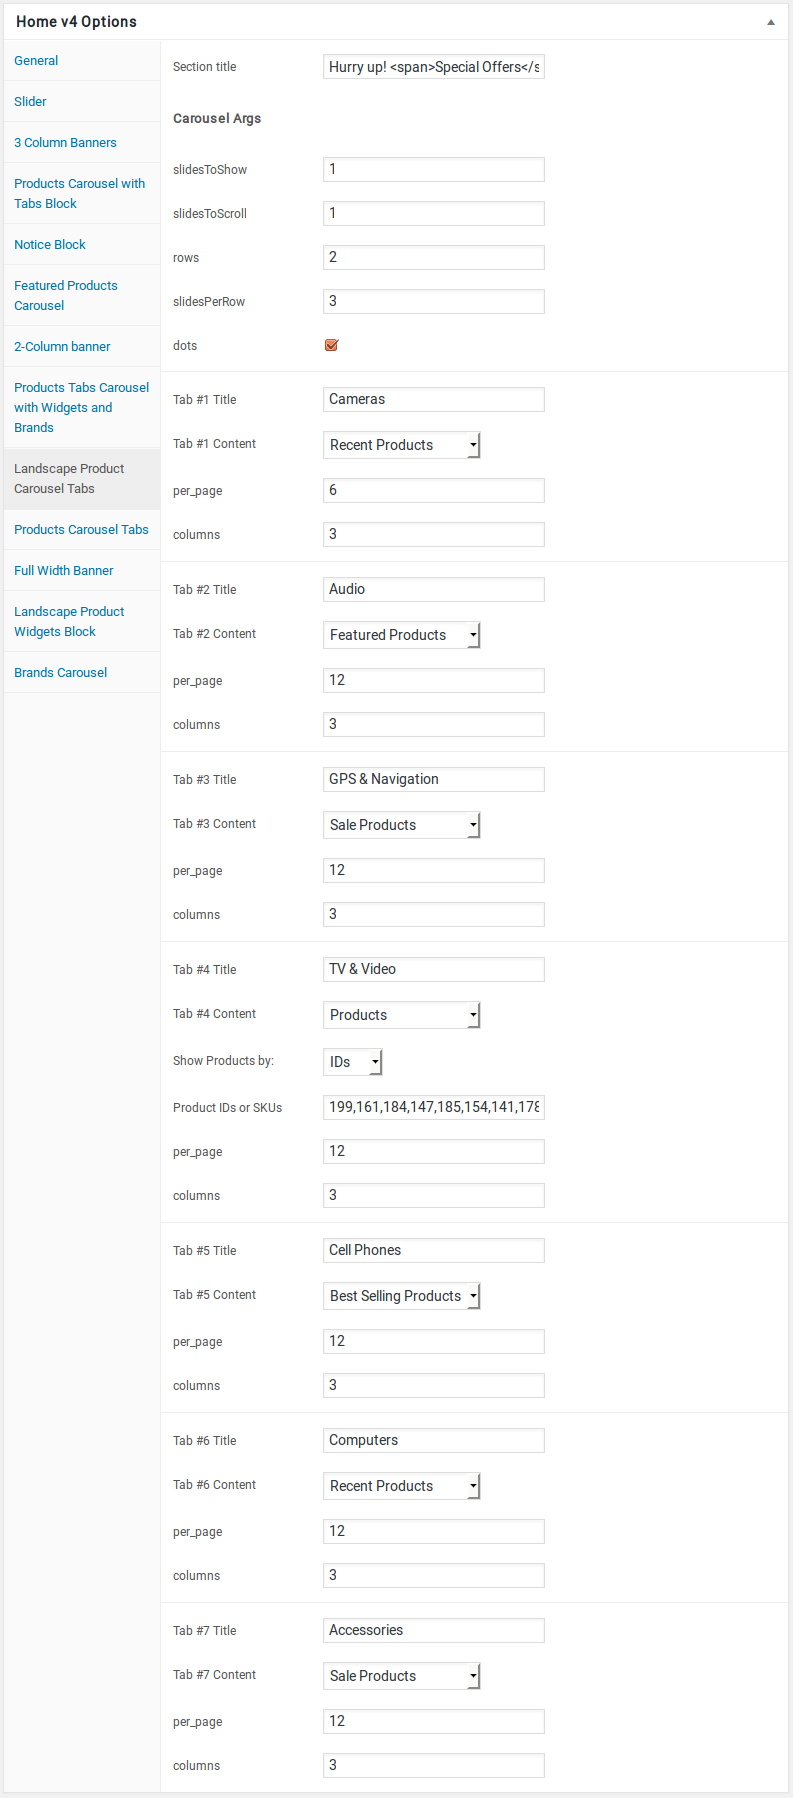 Home v4 Options
General
Slider
3 Column Banners
Products Carousel with
Tabs Block
Notice Block
Featured Products
Carousel
2-Column banner
Products Tabs Carousel
with Widgets and
Brands
Landscape Product
Carousel Tabs
Products Carousel Tabs
Full Width Banner
Landscape Product
Widgets Block
Brands Carousel
Section title Hurry up! <span>Special Offers</s
Carousel Args
slidesToShow 1
slidesToScroll 1
rows 2
slidesPerRow 3
dots
Tab #1 Title Cameras
Tab #1 Content Recent Products
per_page 6
columns 3
Tab #2 Title Audio
Tab #2 Content Featured Products
per_page 12
columns 3
Tab #3 Title GPS & Navigation
Tab #3 Content Sale Products
per_page 12
columns 3
Tab #4 Title TV & Video
Tab #4 Content Products
Show Products by: IDs
Product IDs or SKUs 199,161,184,147,185,154,141,178
per_page 12
columns 3
Tab #5 Title Cell Phones
Tab #5 Content Best Selling Products
per_page 12
columns 3
Tab #6 Title Computers
Tab #6 Content Recent Products
per_page 12
columns 3
Tab #7 Title Accessories
Tab #7 Content Sale Products
per_page 12
columns 3